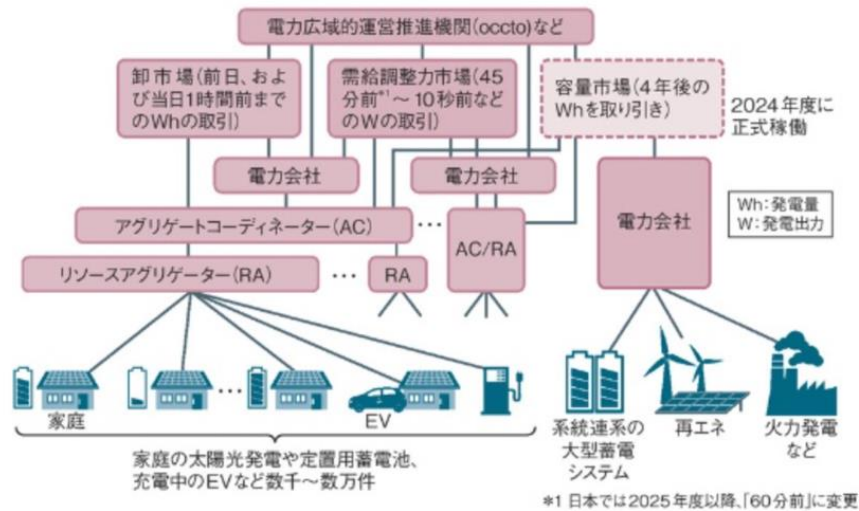 電力広域的運営推進機関(occto)など
卸市場(前日、およ
び当日1時間前まで
のWhの取引)
需給調整力市場(45
分前*1～10秒前など
のWの取引)
容量市場(4年後の
Whを取り引き)
2024年度に
正式稼働
電力会社
電力会社
電力会社
Wh:発電量
W:発電出力
アグリゲートコーディネーター(AC)
…
AC/RA
リソースアグリゲーター(RA)
…
RA
…
家庭
EV
系統連系の
大型蓄電
システム
再エネ
火力発電
など
家庭の太陽光発電や定置用蓄電池、
充電中のEVなど数千～数万件
*1 日本では2025年度以降、「60分前」に変更